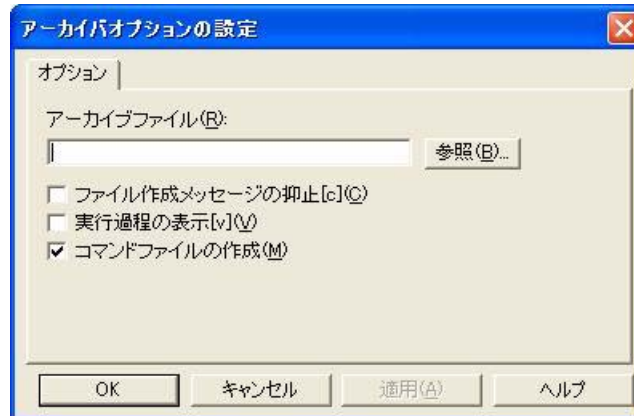 アーカイバオプションの設定
オプション
アーカイブファイル(R):
参照(B)...
ファイル作成メッセージの抑止[c](C)
実行過程の表示[v](V)
コマンドファイルの作成(M)
OK キャンセル 適用(A) ヘルプ